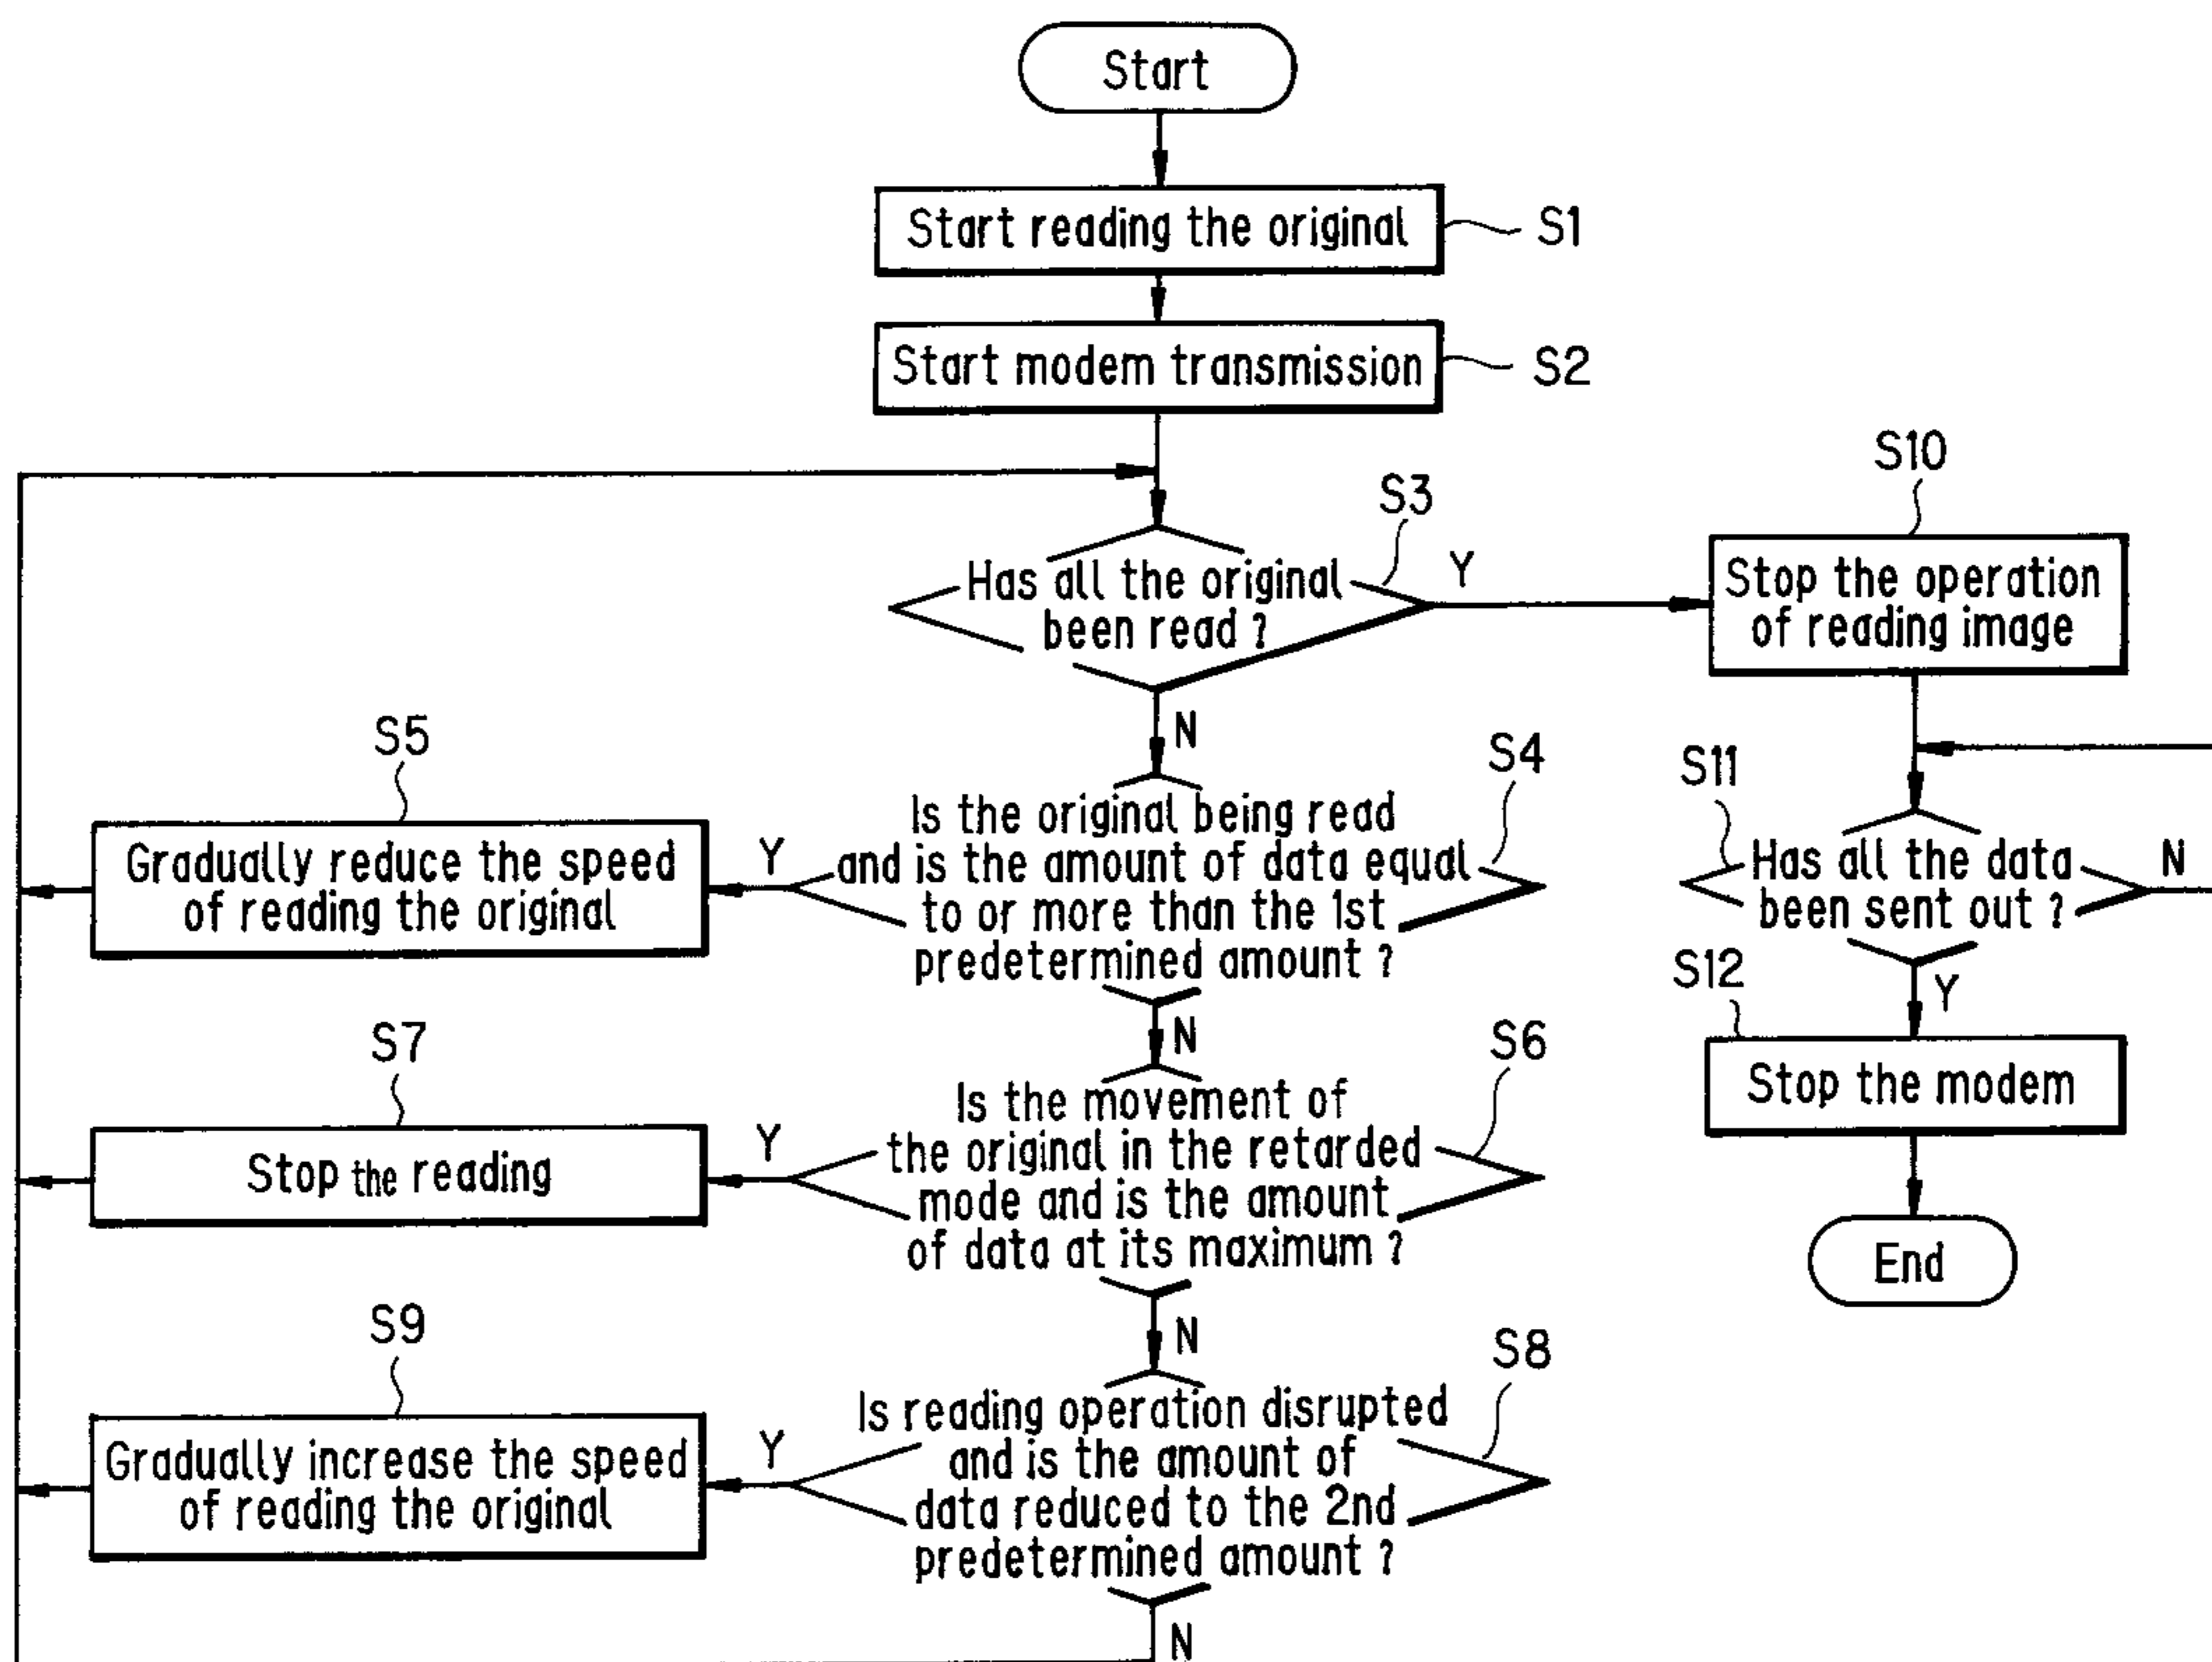 Start
Start reading the original
S1
Start modem transmission
S2
S3
Has all the original
been read ?
Y
N
S10
Stop the operation
of reading image
S5
Gradually reduce the speed
of reading the original
Y
S4
Is the original being read
and is the amount of data equal
to or more than the 1st
predetermined amount ?
N
S11
Has all the data
been sent out ?
N
Y
S12
Stop the modem
End
S7
Stop the reading
Y
S6
Is the movement of
the original in the retarded
mode and is the amount
of data at its maximum ?
N
S9
Gradually increase the speed
of reading the original
Y
S8
Is reading operation disrupted
and is the amount of
data reduced to the 2nd
predetermined amount ?
N